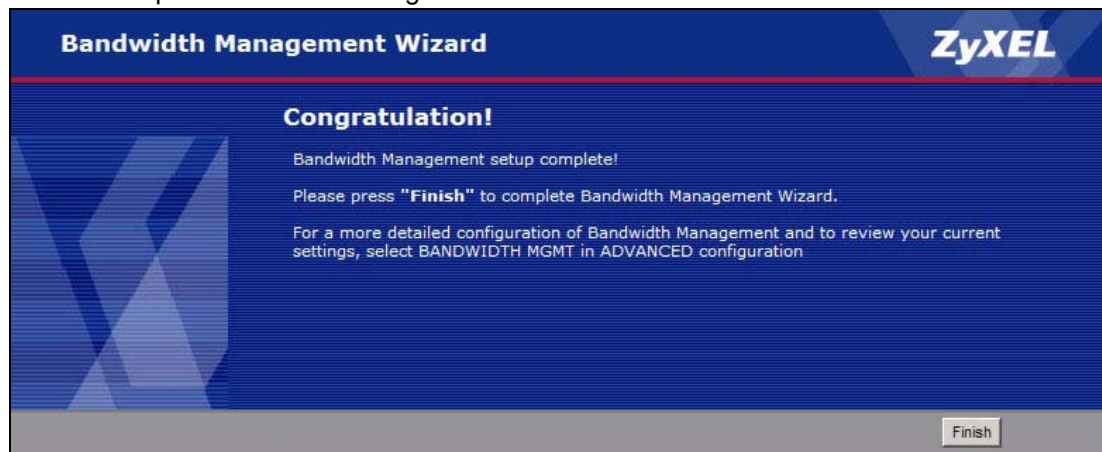 Bandwidth Management Wizard
ZyXEL
Congratulation!
Bandwidth Management setup complete!
Please press "Finish" to complete Bandwidth Management Wizard.
For a more detailed configuration of Bandwidth Management and to review your current
settings, select BANDWIDTH MGMT in ADVANCED configuration
Finish